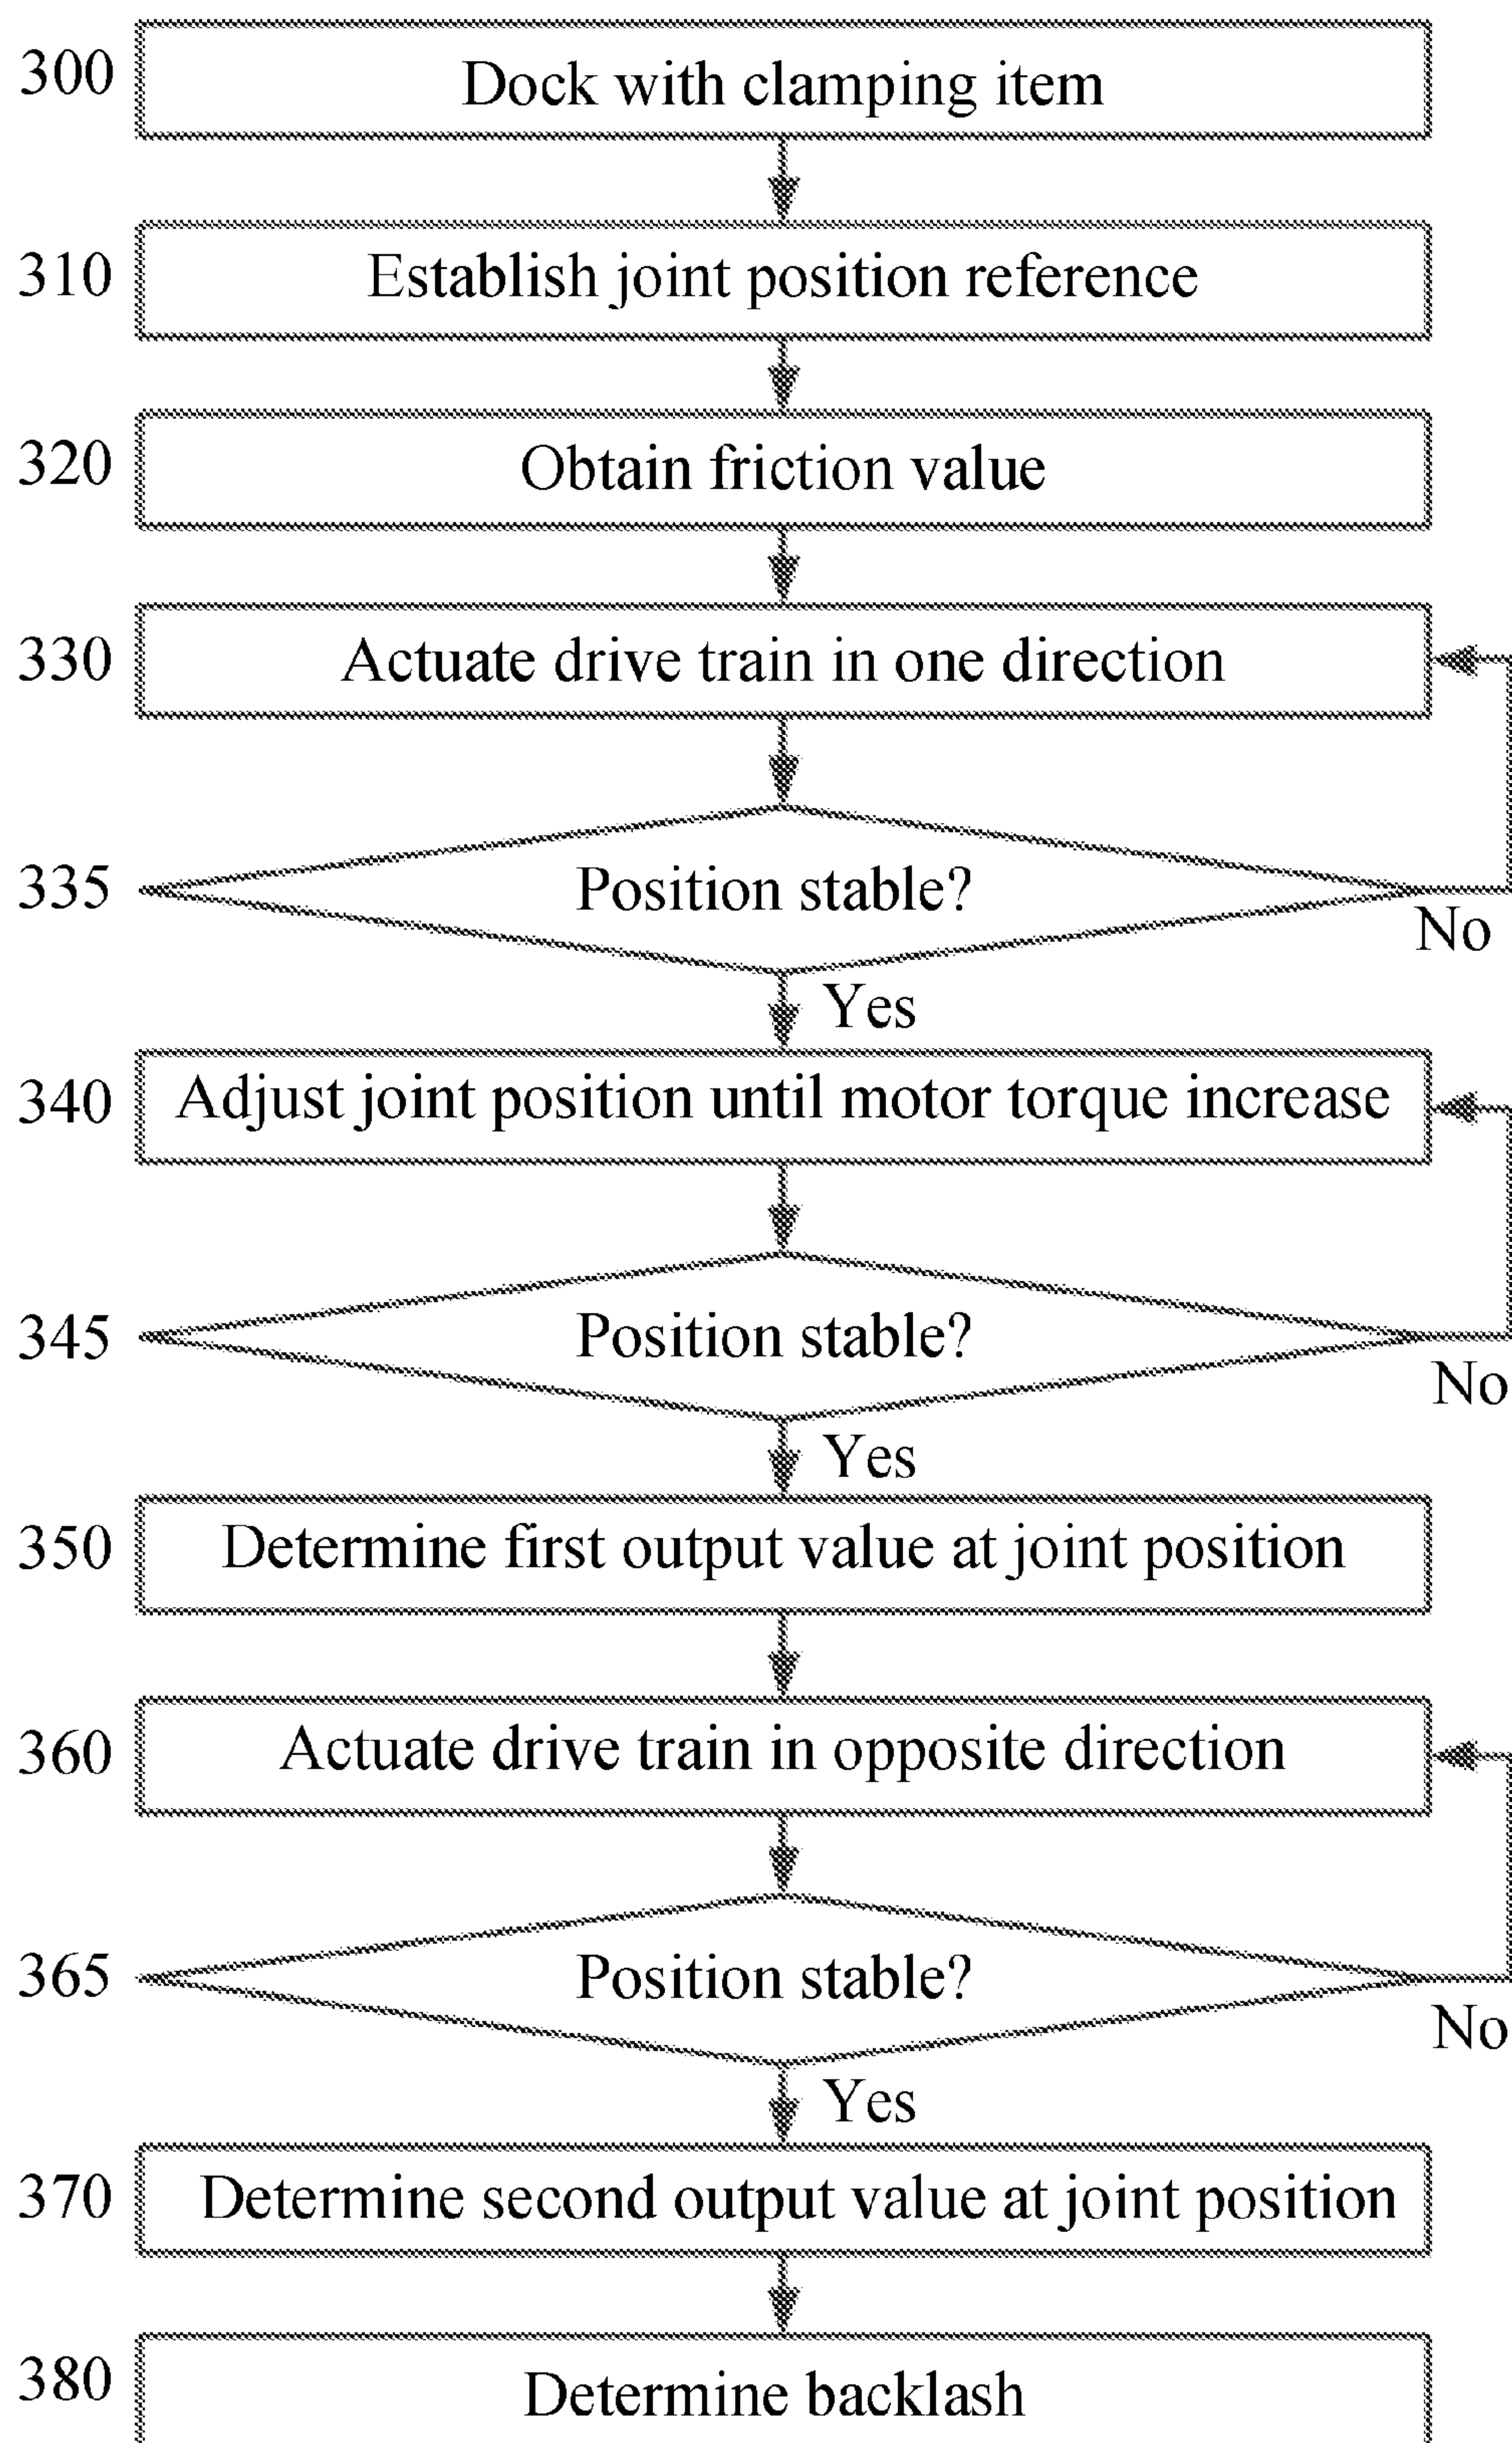 300 Dock with clamping item
310 Establish joint position reference
320 Obtain friction value
330 Actuate drive train in one direction
335 Position stable?
No
Yes
340 Adjust joint position until motor torque increase
345 Position stable?
No
Yes
350 Determine first output value at joint position
360 Actuate drive train in opposite direction
365 Position stable?
No
Yes
370 Determine second output value at joint position
380 Determine backlash